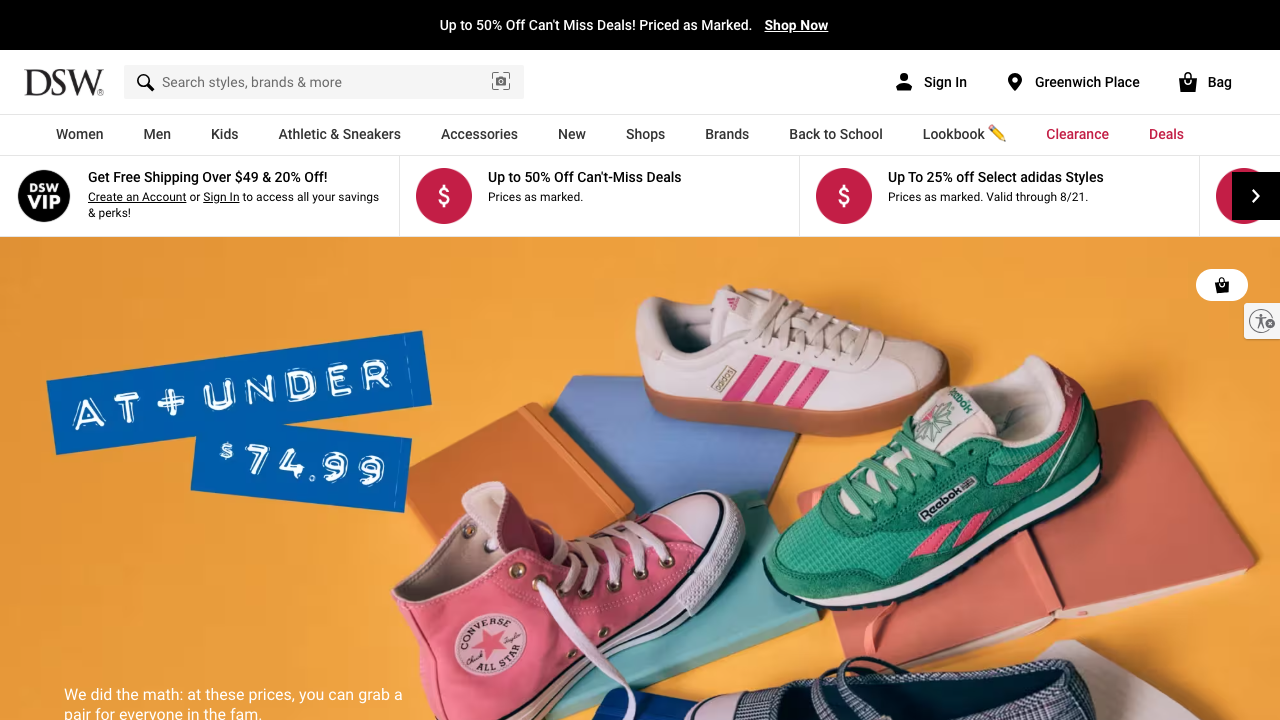 Up to 50% Off Can't Miss Deals! Priced as Marked. Shop Now
DSW®
Search styles, brands & more
Sign In
Greenwich Place
Bag
Women
Men
Kids
Athletic & Sneakers
Accessories
New
Shops
Brands
Back to School
Lookbook ✏️
Clearance
Deals
DSW
VIP
Get Free Shipping Over $49 & 20% Off!
Create an Account or Sign In to access all your savings
& perks!
$
Up to 50% Off Can't-Miss Deals
Prices as marked.
$
Up To 25% off Select adidas Styles
Prices as marked. Valid through 8/21.
AT + UNDER
$74.99
adidas
Reebok
Reebok
CONVERSE
ALL STAR
We did the math: at these prices, you can grab a
pair for everyone in the fam.